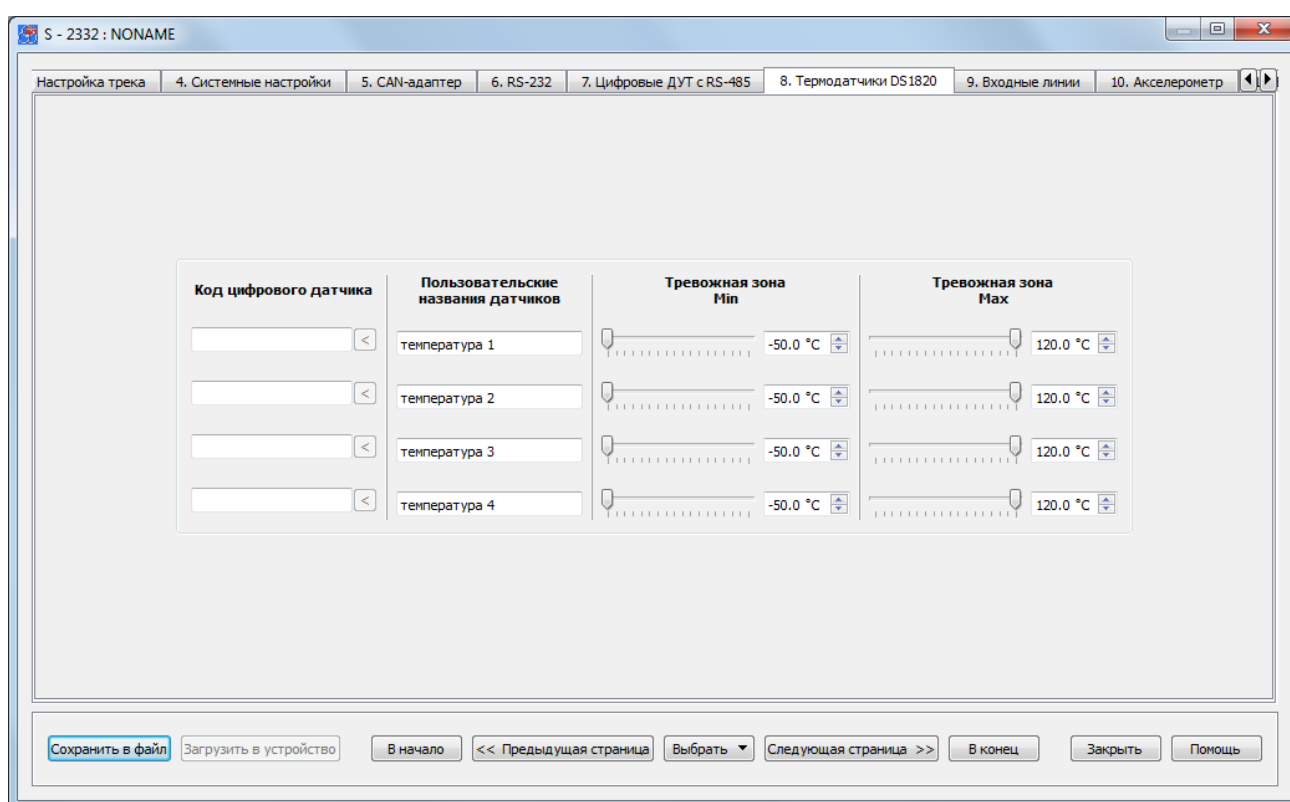 S - 2332 : NONAME
Настройка трека 4. Системные настройки 5. CAN-адаптер 6. RS-232 7. Цифровые ДУТ с RS-485 8. Термодатчики DS1820 9. Входные линии 10. Акселерометр
Код цифрового датчика
Пользовательские
названия датчиков
Тревожная зона
Min
Тревожная зона
Max
< температура 1 -50.0 °C 120.0 °C
< температура 2 -50.0 °C 120.0 °C
< температура 3 -50.0 °C 120.0 °C
< температура 4 -50.0 °C 120.0 °C
Сохранить в файл Загрузить в устройство В начало << Предыдущая страница Выбрать Следующая страница >> В конец Закрыть Помощь